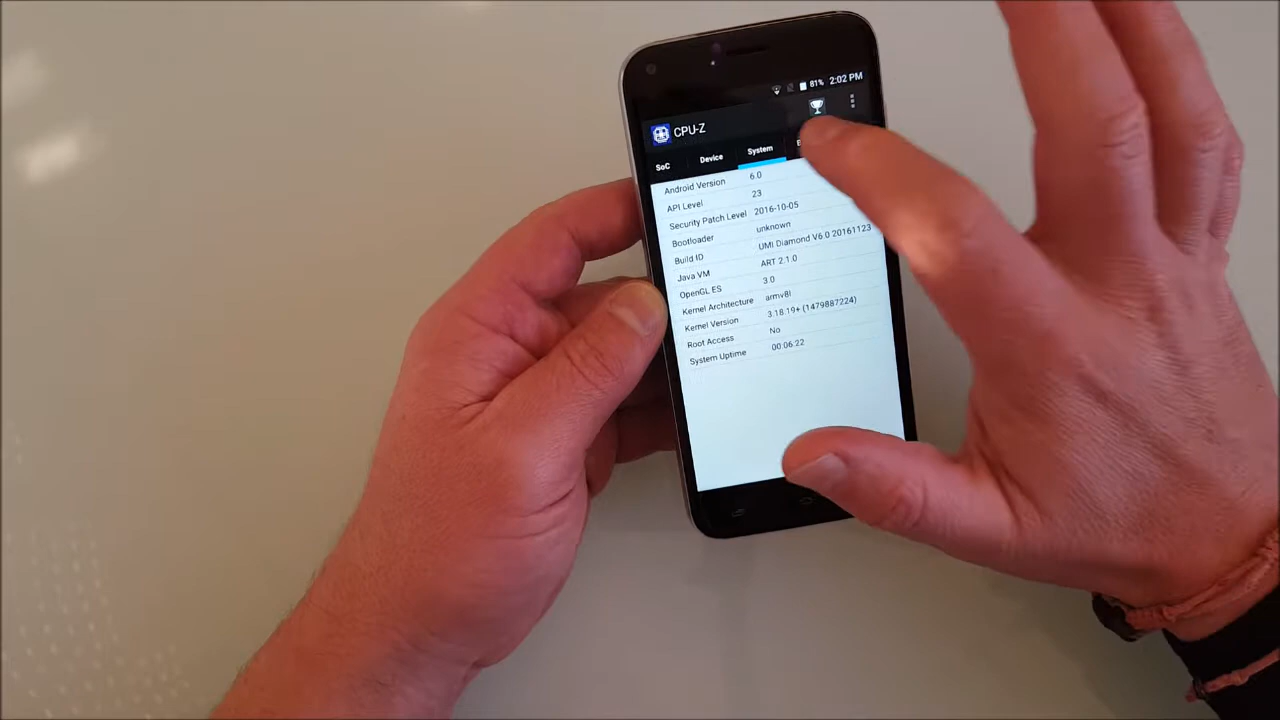 81% 2:02 PM
CPU-Z
SoC Device System
Android Version 6.0
API Level 23
Security Patch Level 2016-10-05
Bootloader unknown
Build ID UMI Diamond V6.0 20161123
Java VM ART 2.1.0
OpenGL ES 3.0
Kernel Architecture armv8l
Kernel Version 3.18.19+ (1479887224)
Root Access No
System Uptime 00:06:22